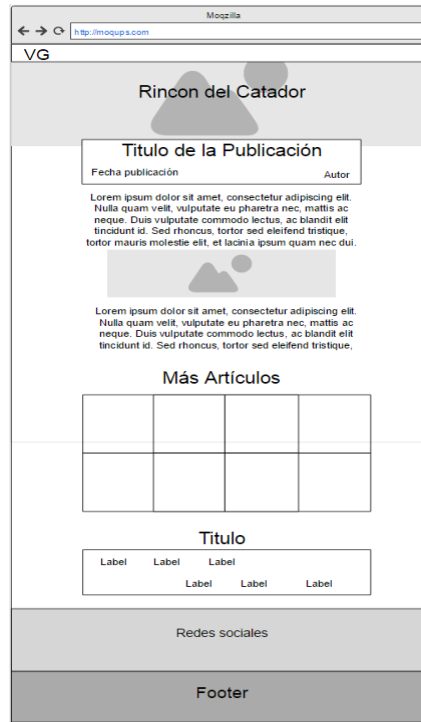 Moqzilla
http://moqups.com
VG
Rincon del Catador
Titulo de la Publicación
Fecha publicación
Autor
Lorem ipsum dolor sit amet, consectetur adipiscing elit.
Nulla quam velit, vulputate eu pharetra nec, mattis ac
neque. Duis vulputate commodo lectus, ac blandit elit
tincidunt id. Sed rhoncus, tortor sed eleifend tristique,
tortor mauris molestie elit, et lacinia ipsum quam nec dui.
Lorem ipsum dolor sit amet, consectetur adipiscing elit.
Nulla quam velit, vulputate eu pharetra nec, mattis ac
neque. Duis vulputate commodo lectus, ac blandit elit
tincidunt id. Sed rhoncus, tortor sed eleifend tristique,
Más Artículos
Titulo
Label Label Label
Label Label Label
Redes sociales
Footer